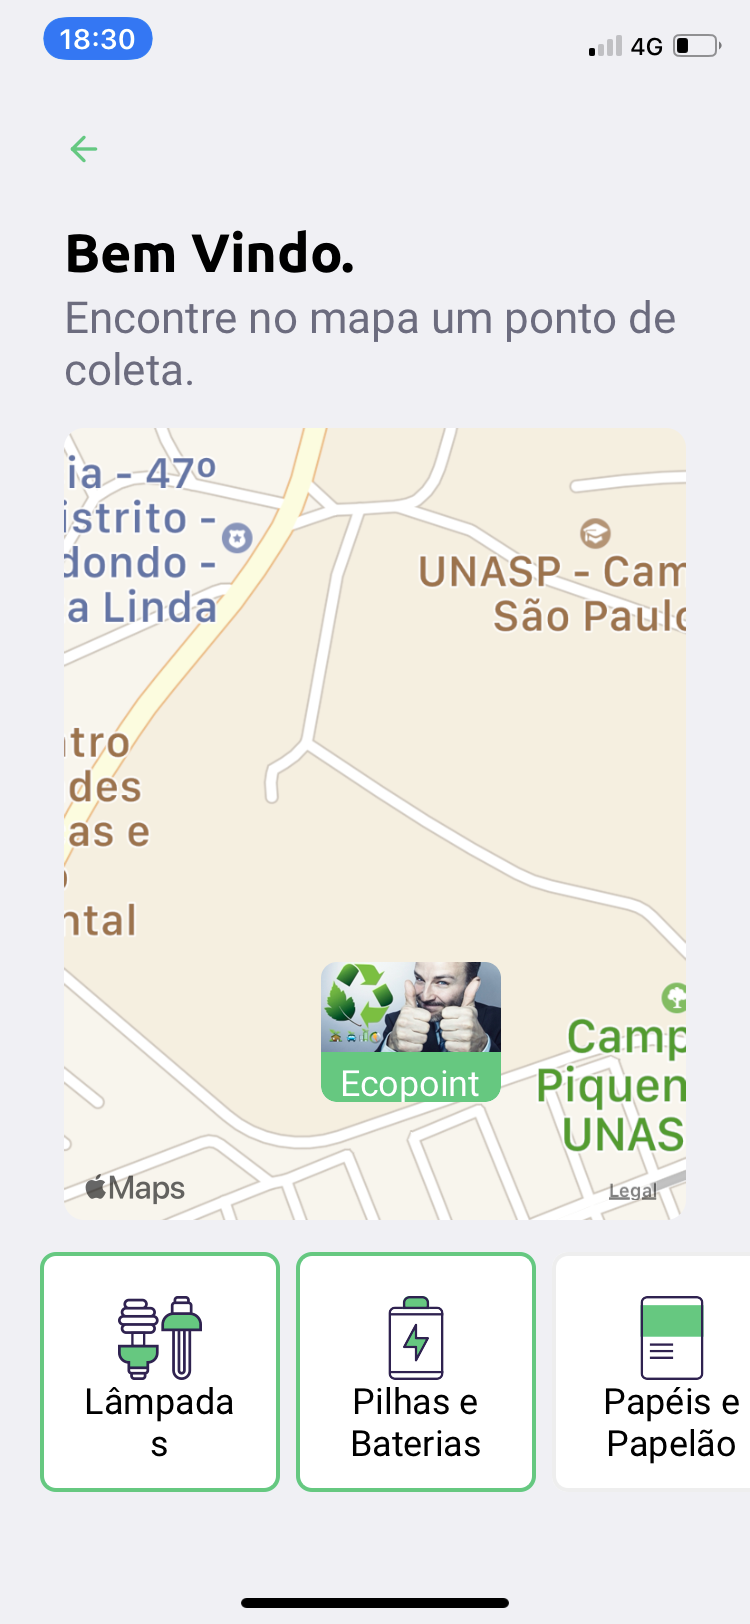 18:30
4G
Bem Vindo.
Encontre no mapa um ponto de
coleta.
ia - 47º
istrito -
dondo -
a Linda
UNASP - Cam
São Paulo
tro
des
as e
ntal
Ecopoint
Camp
Piquen
UNAS
Maps
Legal
Lâmpada
s
Pilhas e
Baterias
Papéis e
Papelão